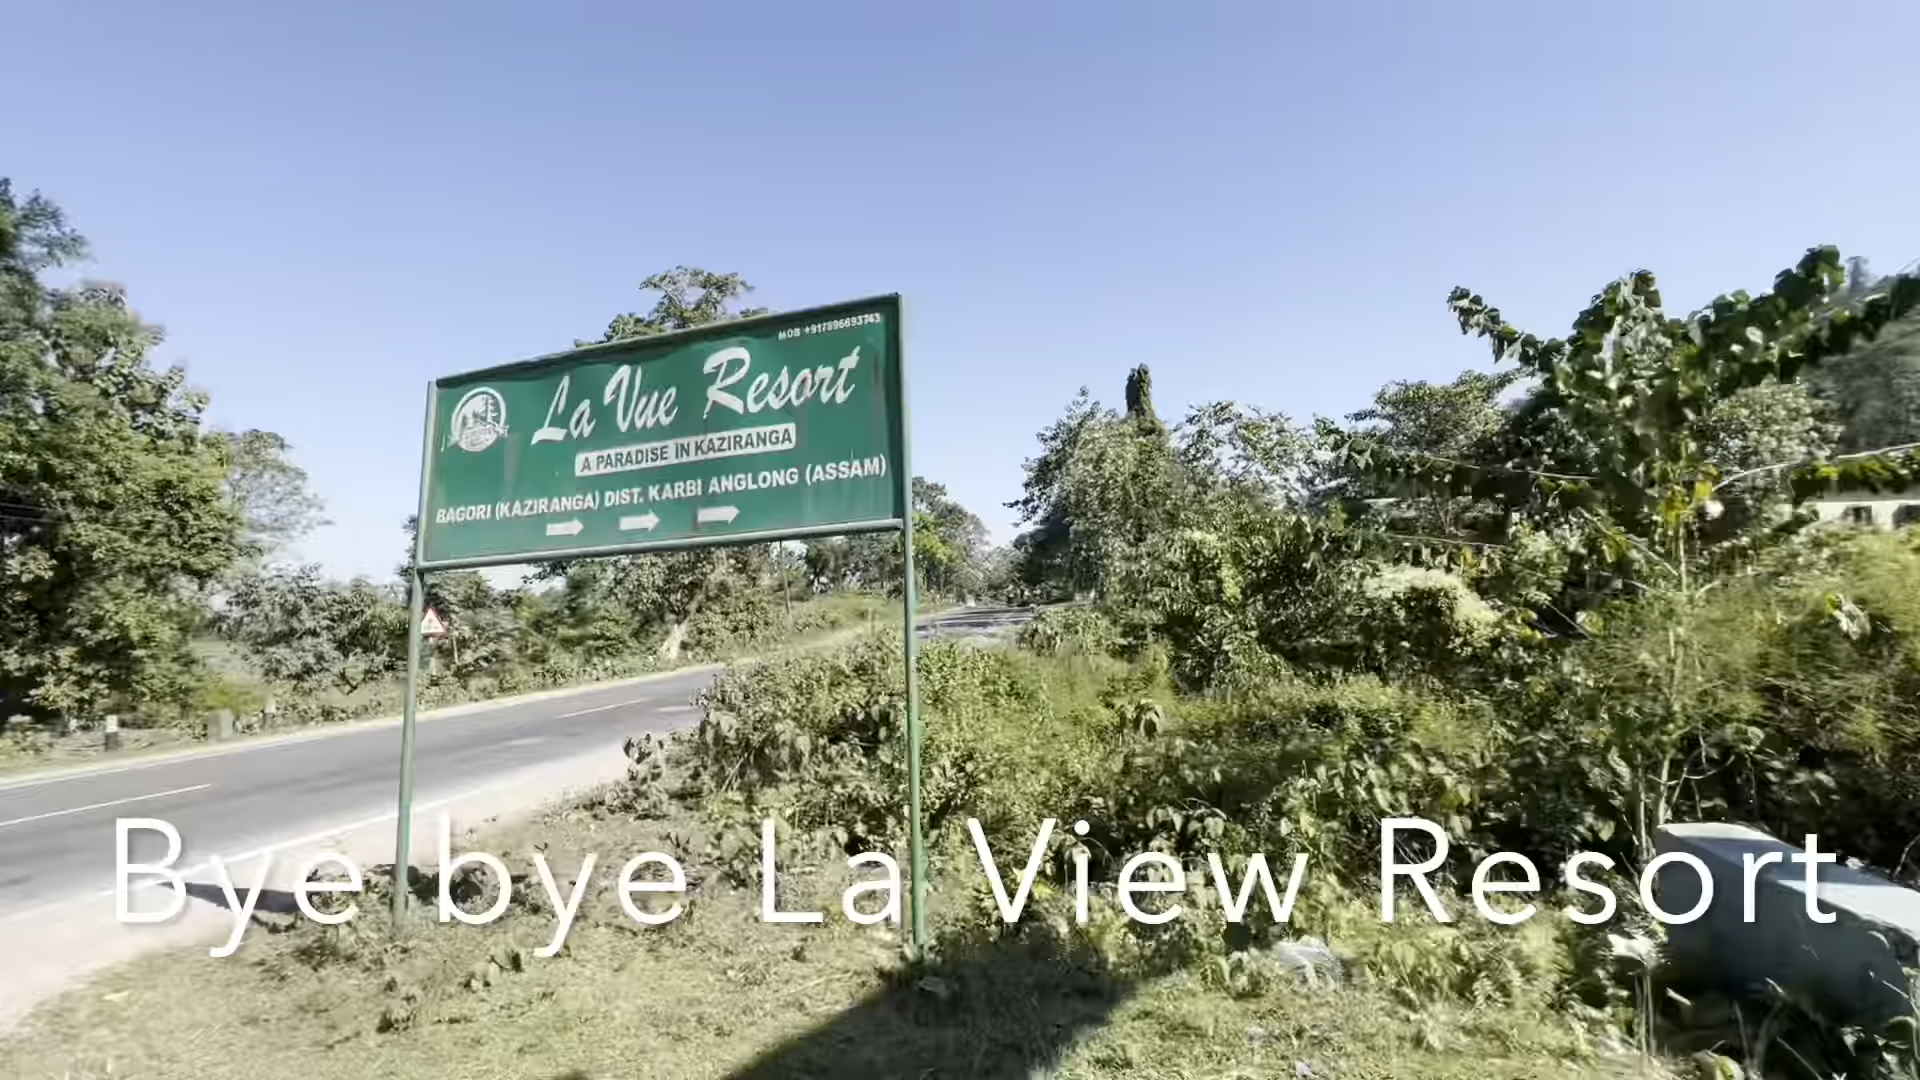 MOB +917896693743
La Vue Resort
A PARADISE IN KAZIRANGA
BAGORI (KAZIRANGA) DIST. KARBI ANGLONG (ASSAM)
Bye bye La View Resort